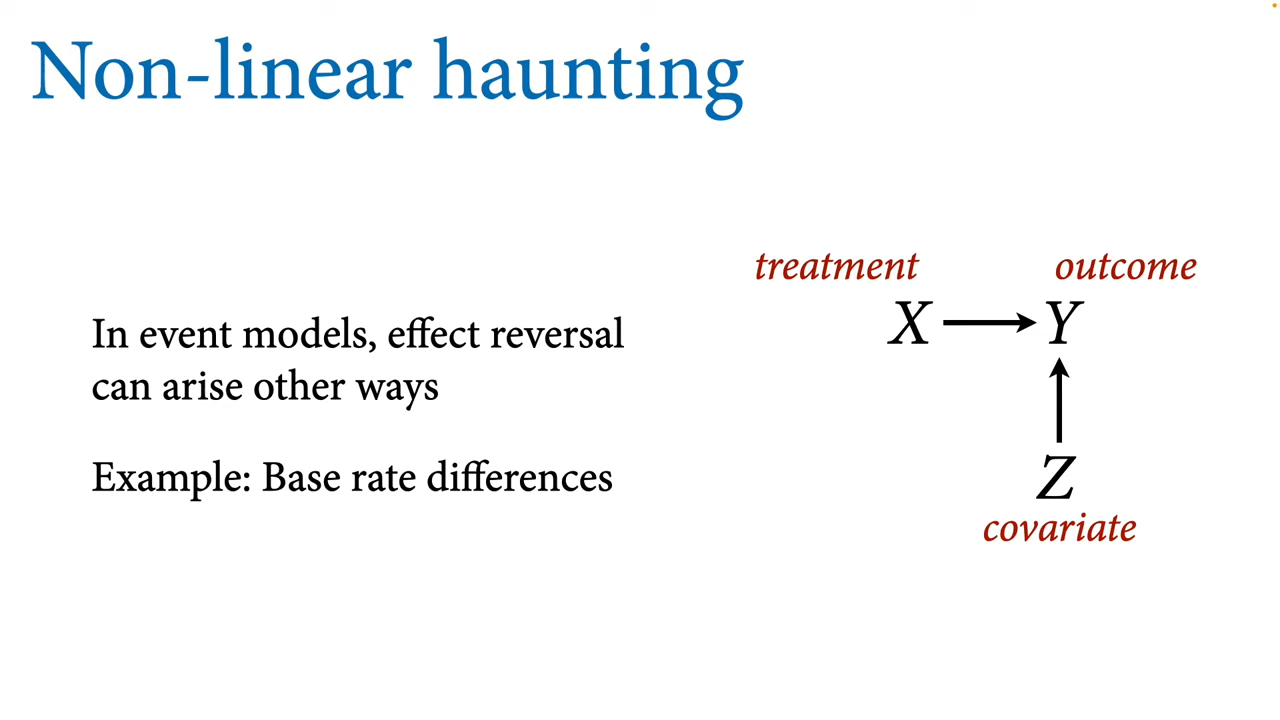 Non-linear haunting
In event models, effect reversal
can arise other ways
Example: Base rate differences
treatment outcome
X Y
Z
covariate